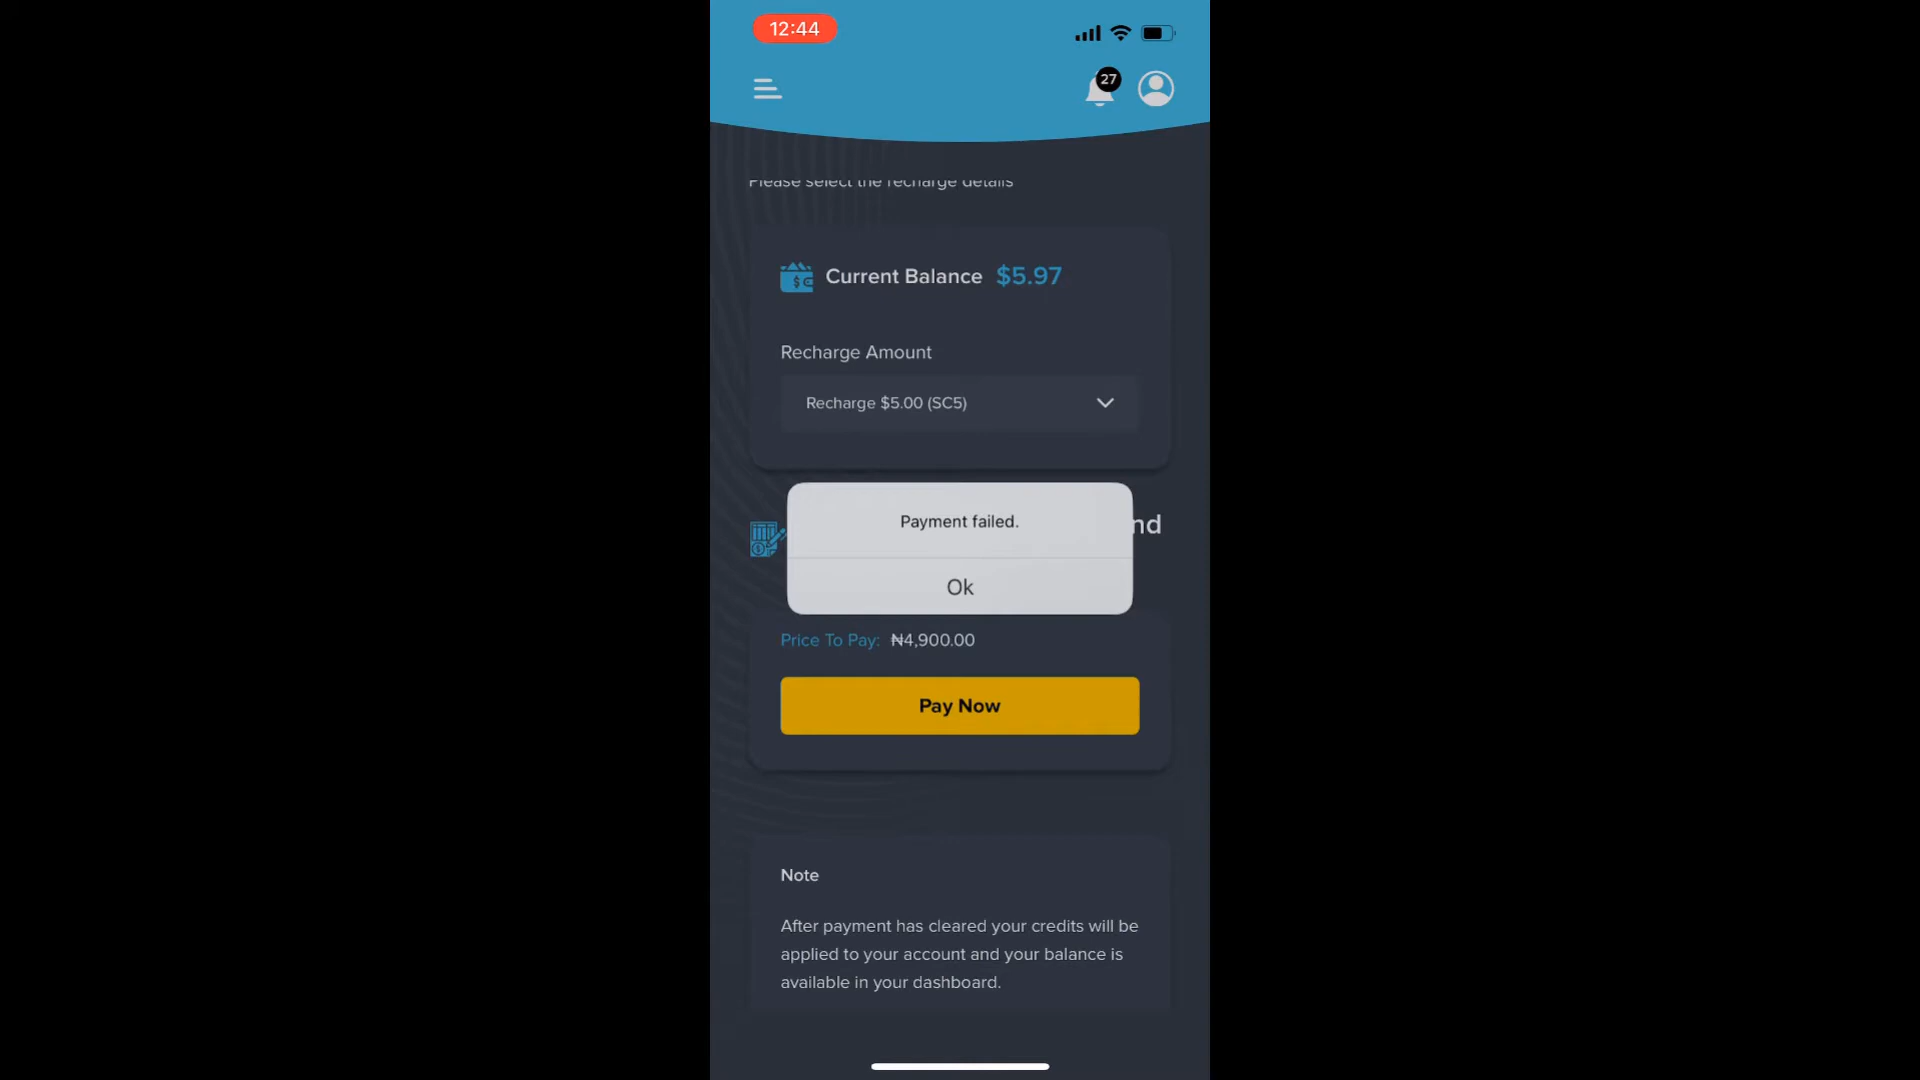 12:44
27
Please select the recharge details
Current Balance $5.97
Recharge Amount
Recharge $5.00 (SC5)
nd
Payment failed.
Ok
Price To Pay: ₦4,900.00
Pay Now
Note
After payment has cleared your credits will be
applied to your account and your balance is
available in your dashboard.